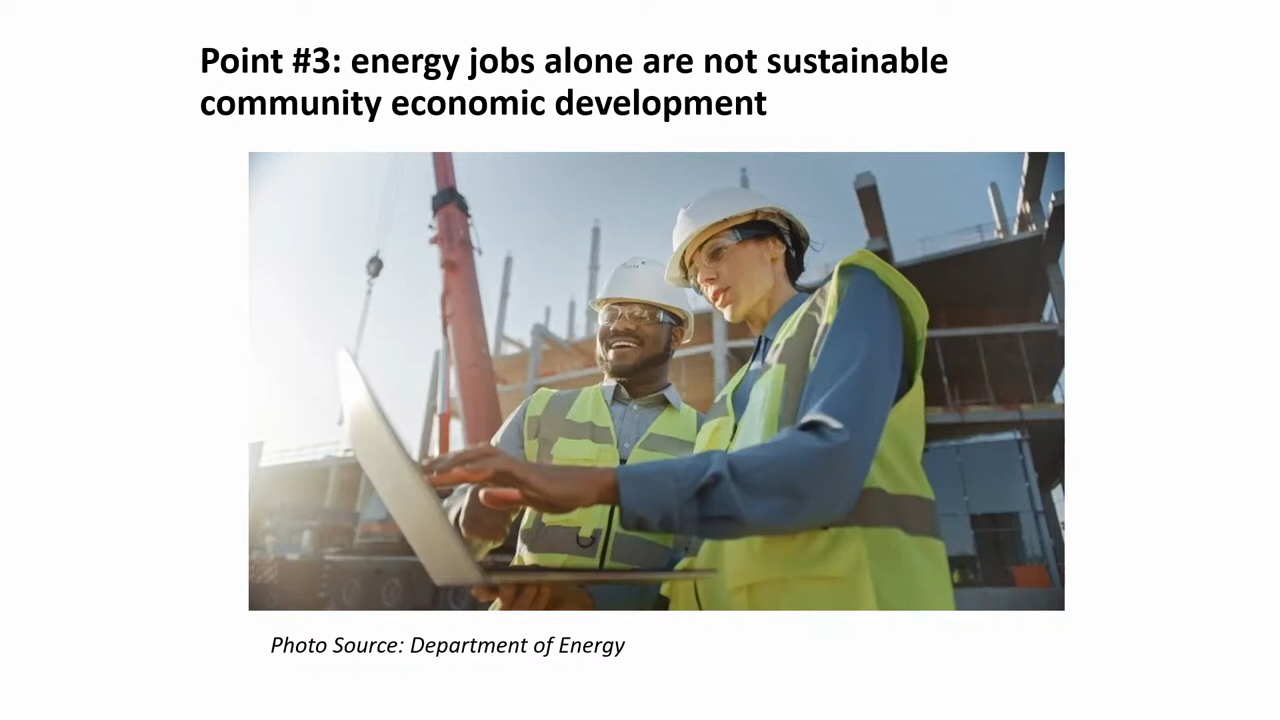 Point #3: energy jobs alone are not sustainable
community economic development
Photo Source: Department of Energy